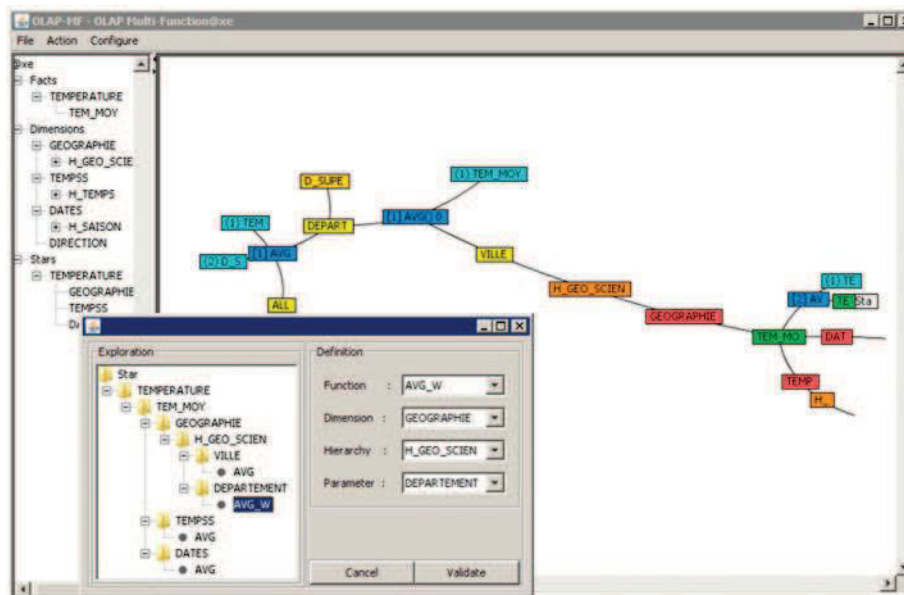 OLAP-MF - OLAP Multi-Function@xe
File Action Configure
@xe
Facts
TEMPERATURE
TEM_MOY
Dimensions
GEOGRAPHIE
H_GEO_SCIE
TEMPSS
H_TEMPS
DATES
H_SAISON
DIRECTION
Stars
TEMPERATURE
GEOGRAPHIE
TEMPSS
D_SUPE
(1) TEM_MOY
(1) TEM
DEPART
[1] AVG() 0
(2) D_S
[1] AVG
VILLE
ALL
H_GEO_SCIEN
GEOGRAPHIE
(1) TE
[2] AV
TE Sta
TEM_MO
DAT
TEMP
H_
Exploration
Star
TEMPERATURE
TEM_MOY
GEOGRAPHIE
H_GEO_SCIEN
VILLE
AVG
DEPARTEMENT
AVG_W
TEMPSS
AVG
DATES
AVG
Definition
Function : AVG_W
Dimension : GEOGRAPHIE
Hierarchy : H_GEO_SCIEN
Parameter : DEPARTEMENT
Cancel Validate